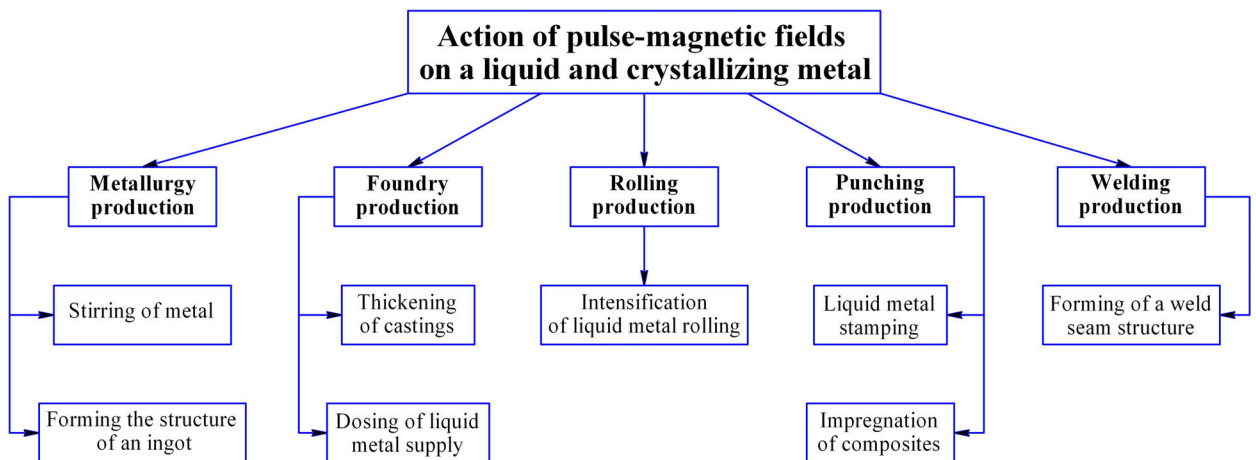 Action of pulse-magnetic fields
on a liquid and crystallizing metal
Metallurgy
production
Foundry
production
Rolling
production
Punching
production
Welding
production
Stirring of metal
Thickening
of castings
Intensification
of liquid metal rolling
Liquid metal
stamping
Forming of a weld
seam structure
Forming the structure
of an ingot
Dosing of liquid
metal supply
Impregnation
of composites